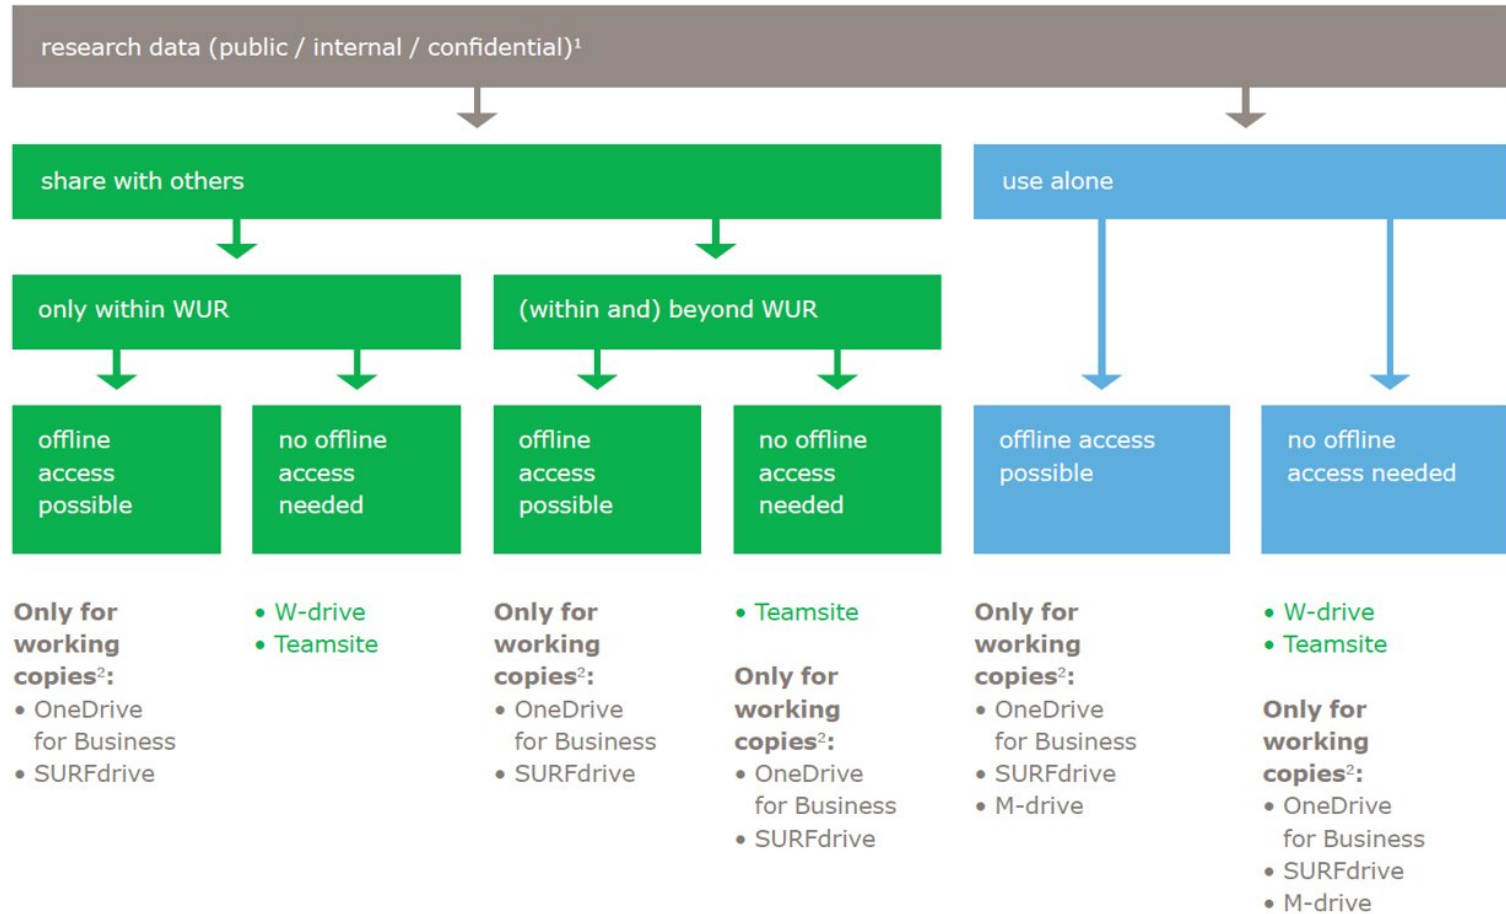 research data (public / internal / confidential)¹
share with others
use alone
only within WUR
(within and) beyond WUR
offline
access
possible
no offline
access
needed
offline
access
possible
no offline
access
needed
offline access
possible
no offline
access needed
Only for
working
copies²:
• OneDrive
for Business
• SURFdrive
• W-drive
• Teamsite
Only for
working
copies²:
• OneDrive
for Business
• SURFdrive
• Teamsite
Only for
working
copies²:
• OneDrive
for Business
• SURFdrive
Only for
working
copies²:
• OneDrive
for Business
• SURFdrive
• M-drive
• W-drive
• Teamsite
Only for
working
copies²:
• OneDrive
for Business
• SURFdrive
• M-drive